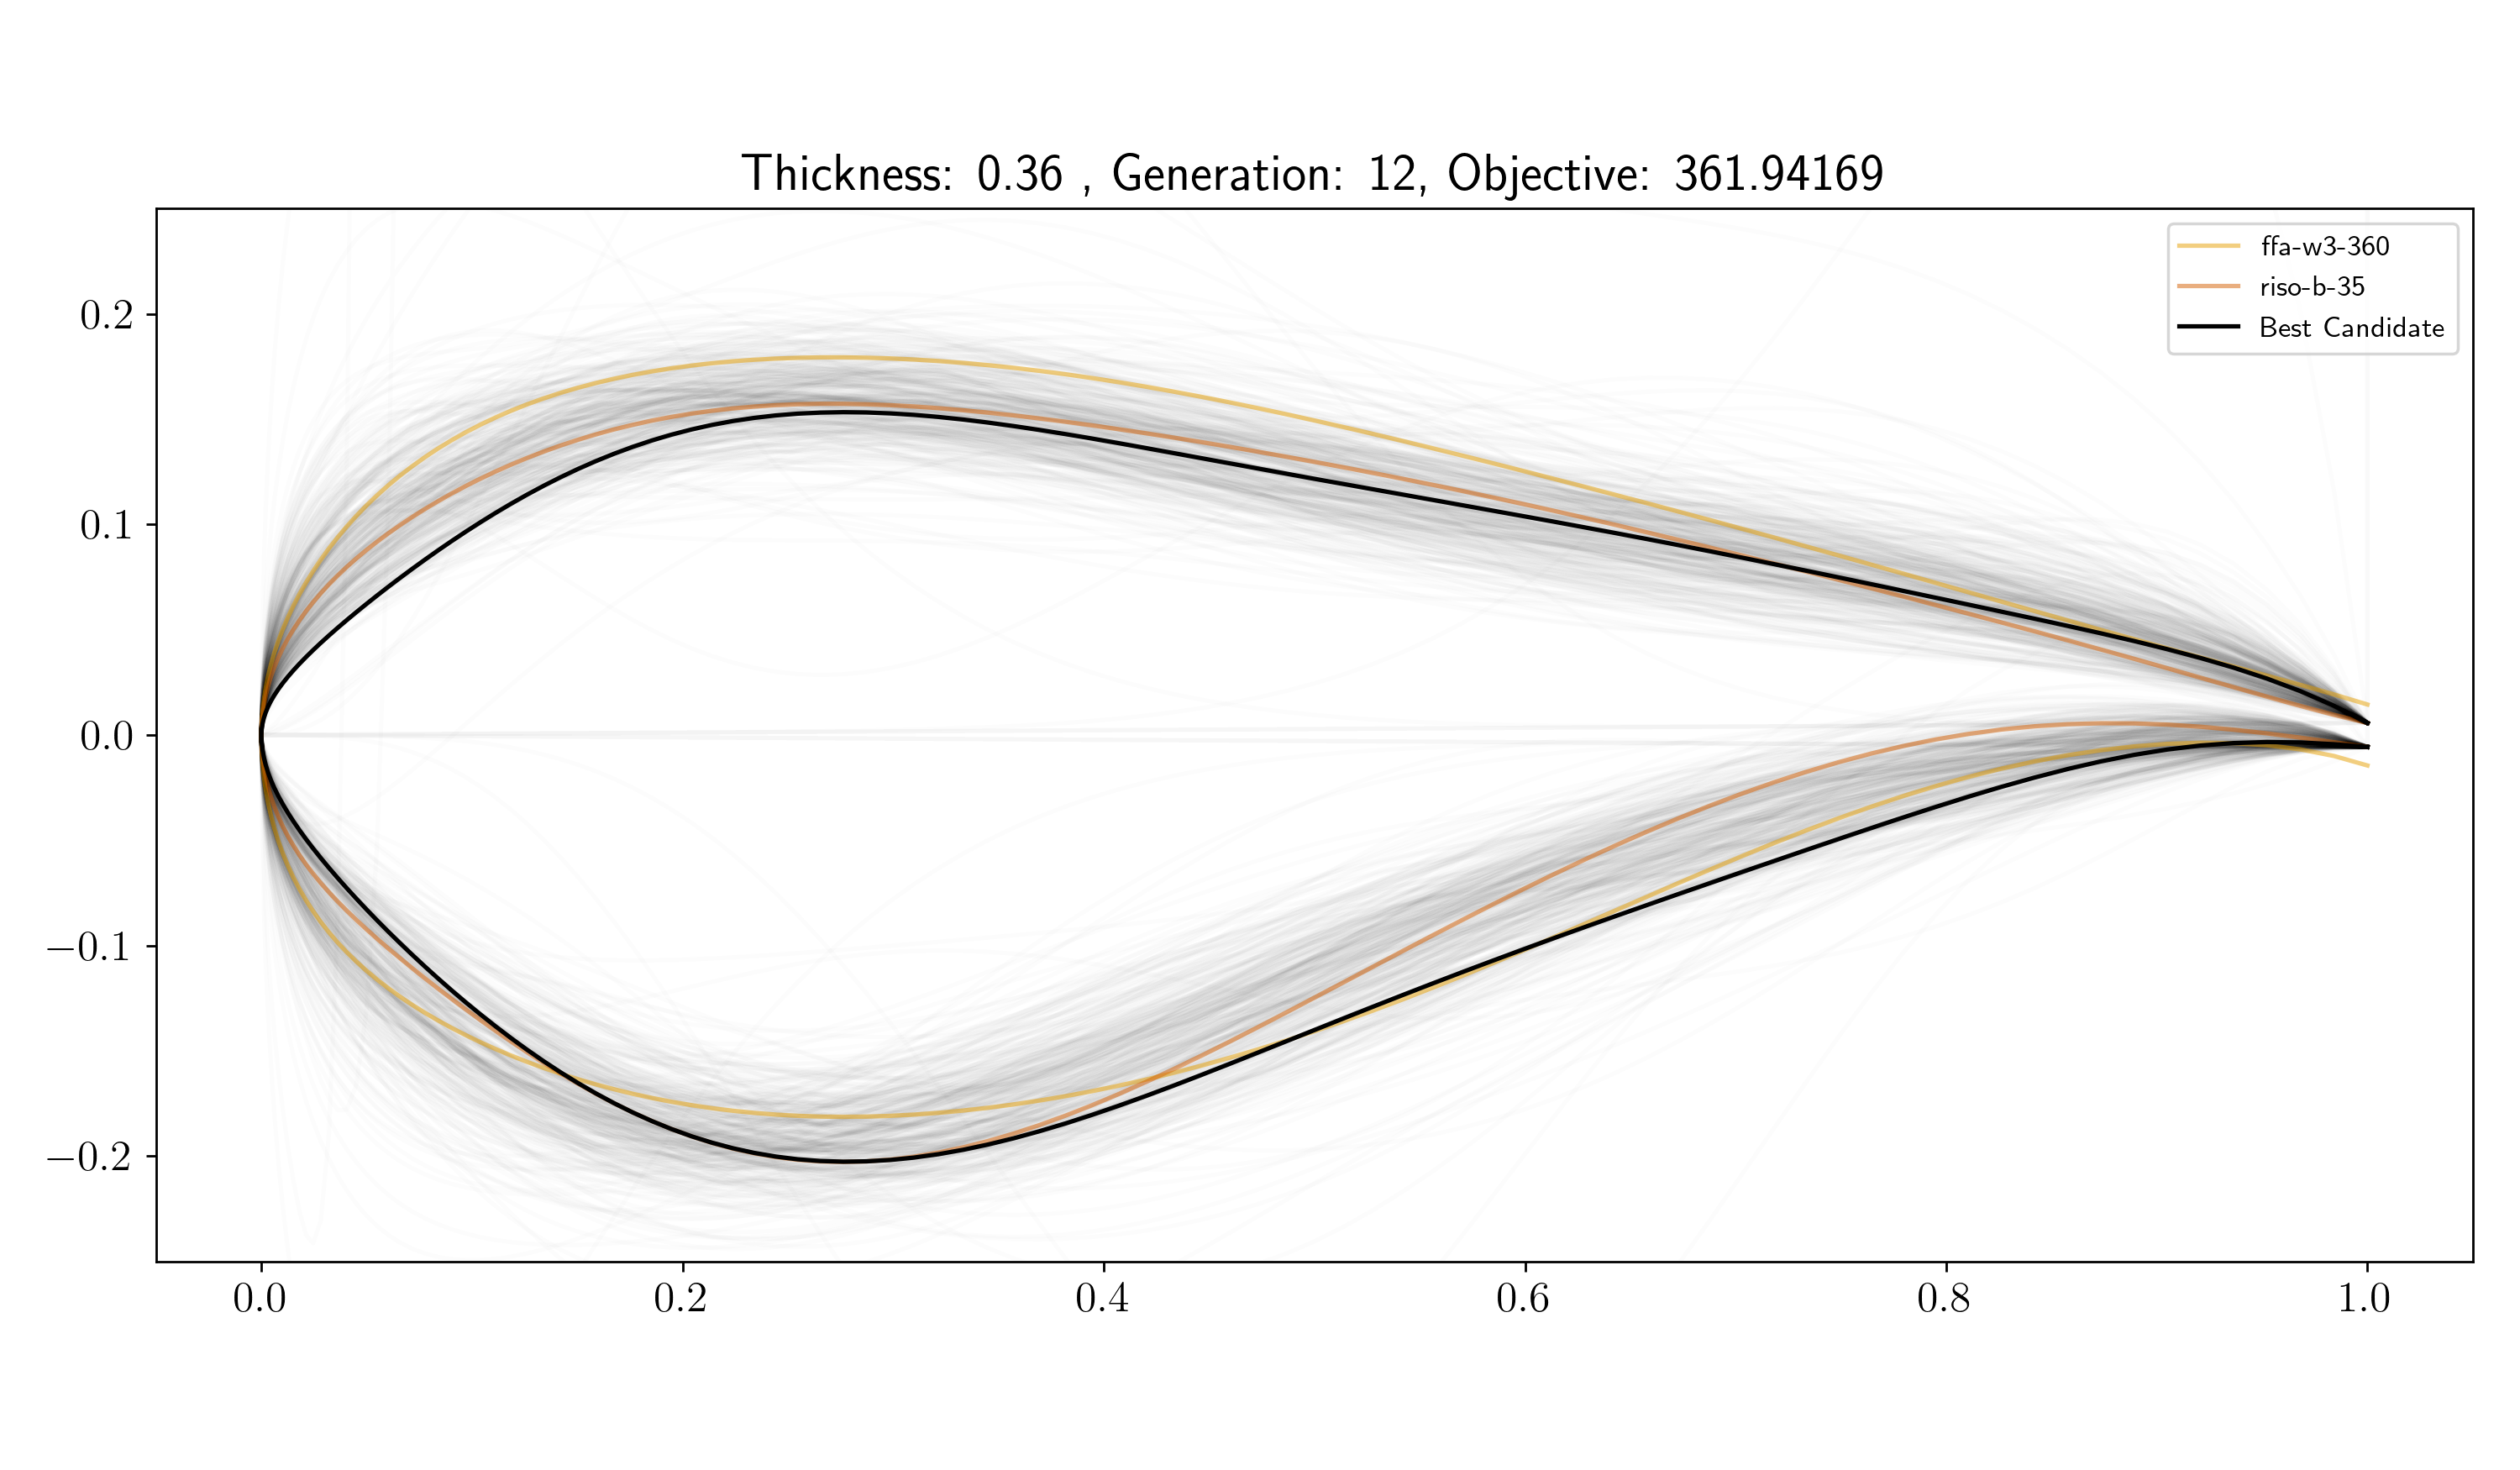 Thickness: 0.36 , Generation: 12, Objective: 361.94169
ffa-w3-360
riso-b-35
Best Candidate
0.2
0.1
0.0
−0.1
−0.2
0.0 0.2 0.4 0.6 0.8 1.0